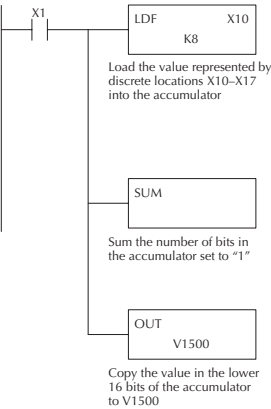 X1
LDF X10
K8
Load the value represented by
discrete locations X10–X17
into the accumulator
SUM
Sum the number of bits in
the accumulator set to “1”
OUT
V1500
Copy the value in the lower
16 bits of the accumulator
to V1500